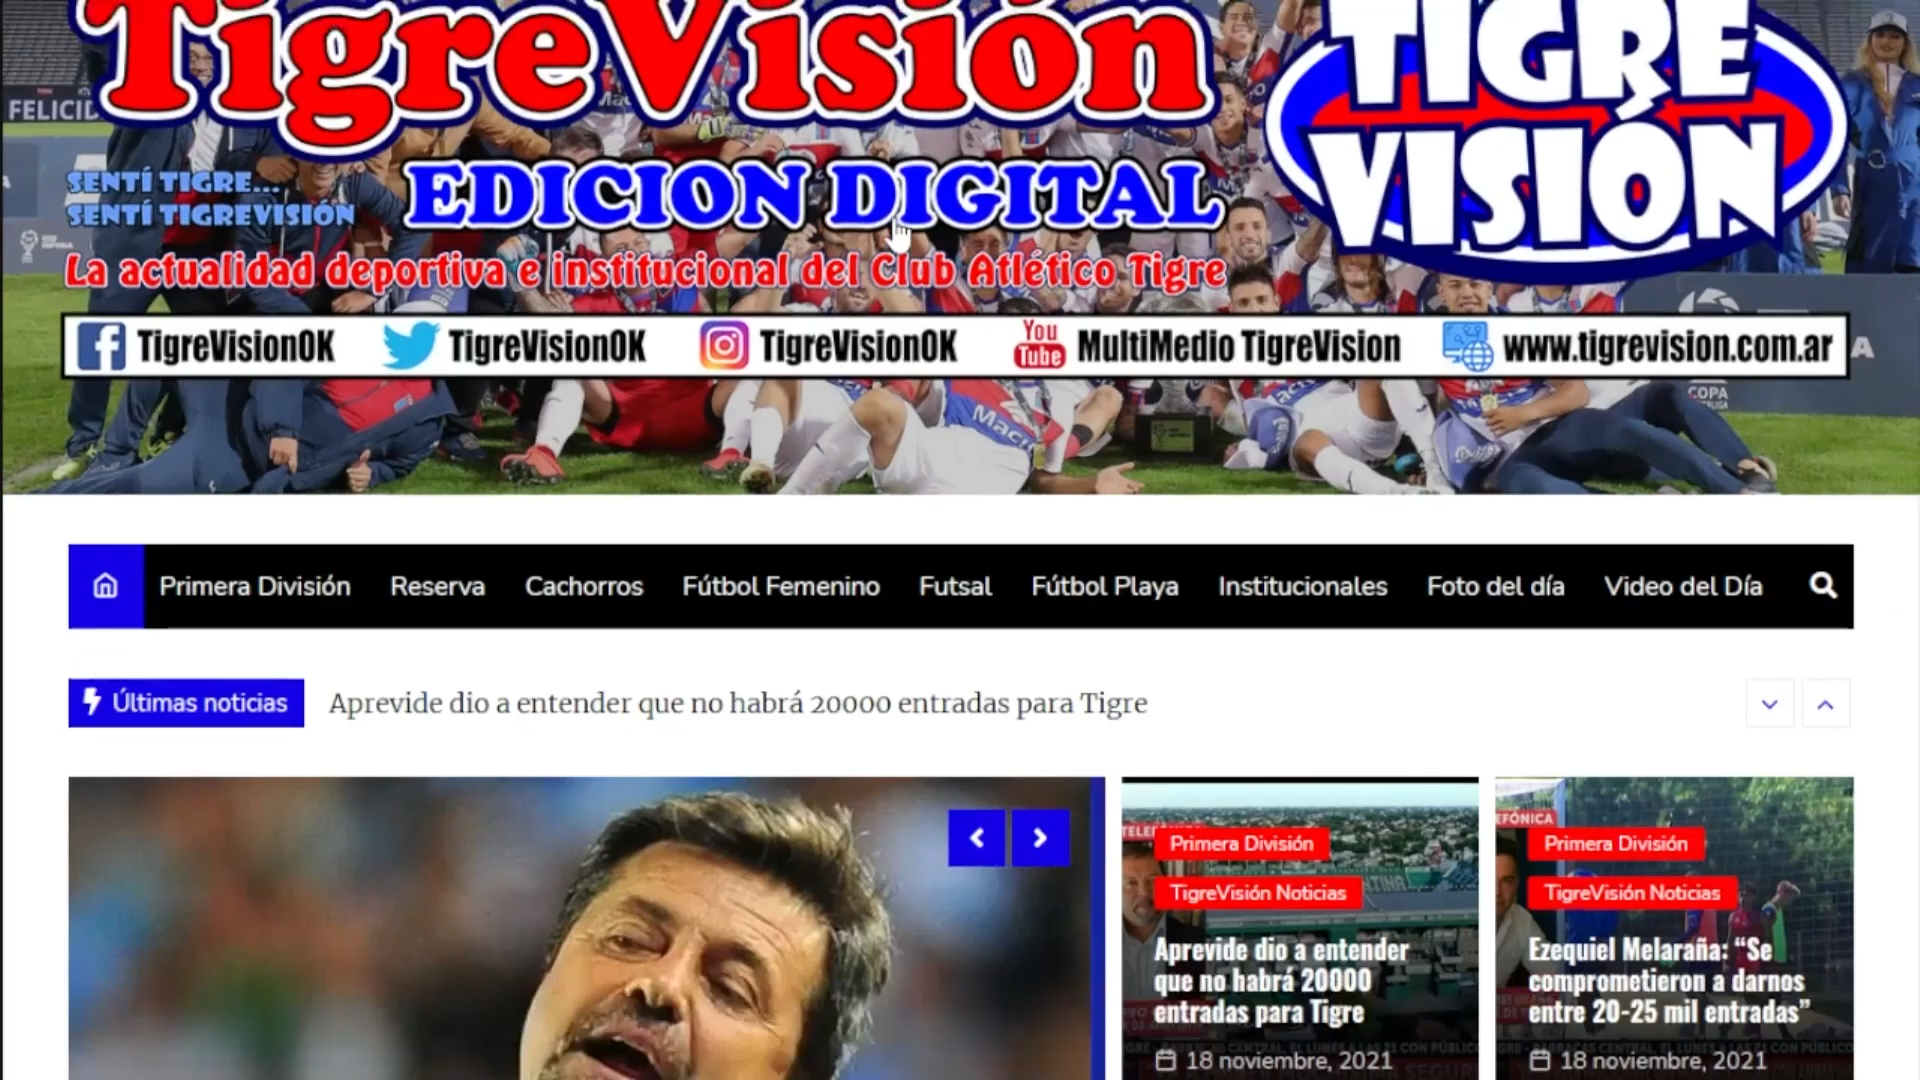 TigreVisión
TIGRE
VISIÓN
FELICID
SENTÍ TIGRE...
SENTÍ TIGREVISIÓN
EDICION DIGITAL
La actualidad deportiva e institucional del Club Atlético Tigre
TigreVisionOK
TigreVisionOK
TigreVisionOK
You
Tube
MultiMedio TigreVision
www.tigrevision.com.ar
COPA
Macro
Primera División
Reserva
Cachorros
Fútbol Femenino
Futsal
Fútbol Playa
Institucionales
Foto del día
Video del Día
Últimas noticias
Aprevide dio a entender que no habrá 20000 entradas para Tigre
Primera División
TigreVisión Noticias
Aprevide dio a entender
que no habrá 20000
entradas para Tigre
18 noviembre, 2021
EFÓNICA
Primera División
TigreVisión Noticias
Ezequiel Melaraña: “Se
comprometieron a darnos
entre 20-25 mil entradas”
18 noviembre, 2021